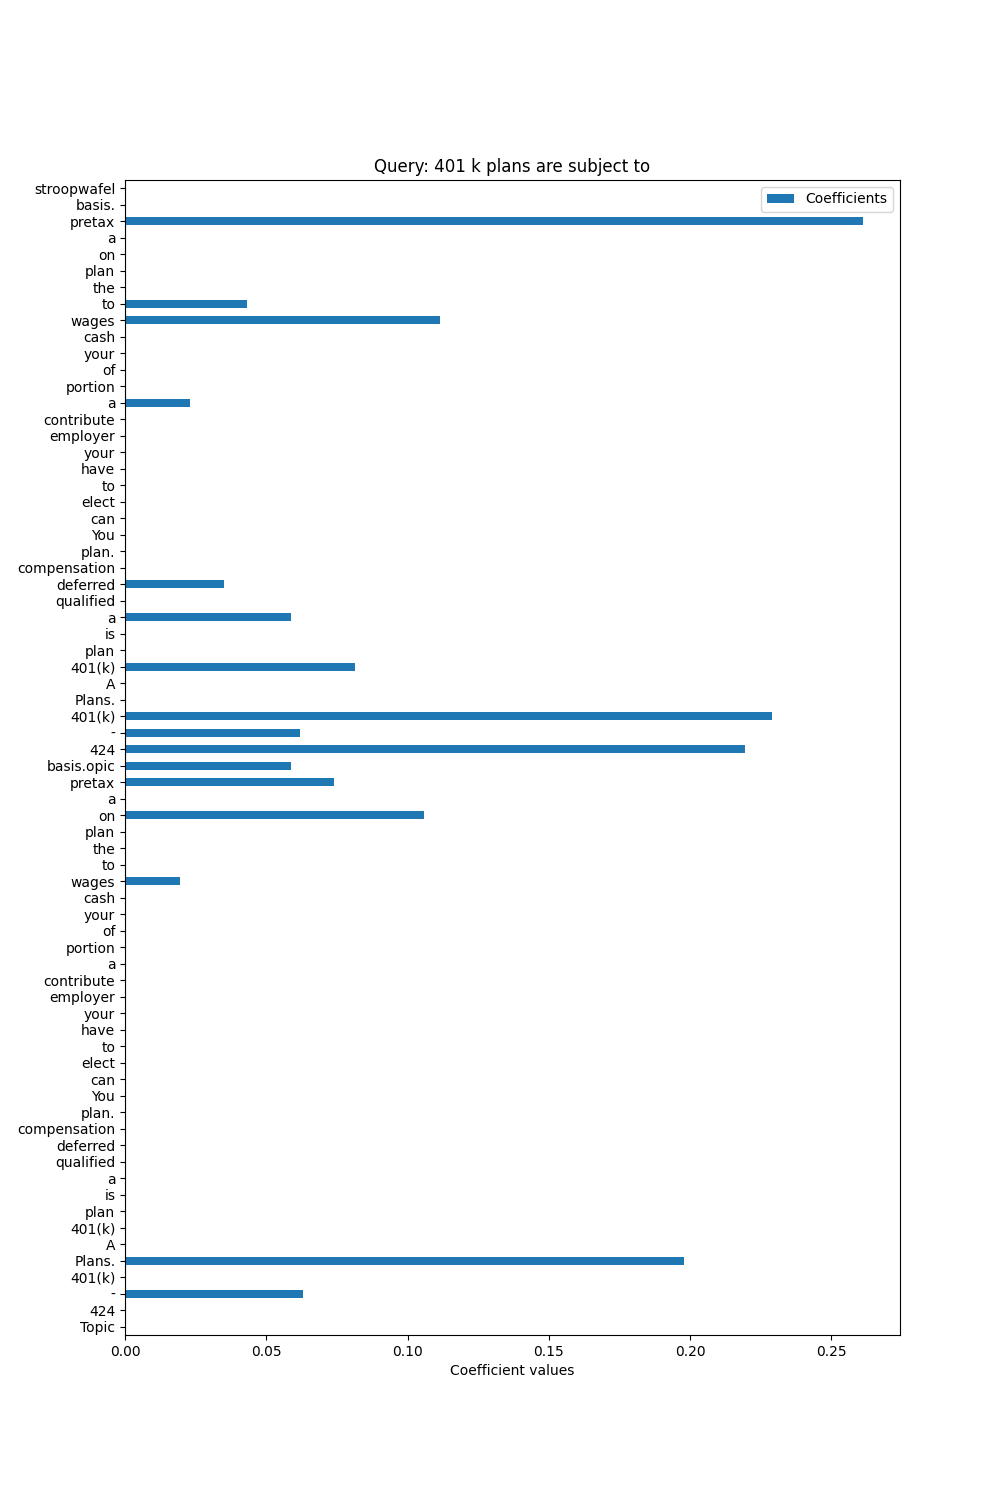 Query: 401 k plans are subject to
Coefficients
stroopwafel
basis.
pretax
a
on
plan
the
to
wages
cash
your
of
portion
a
contribute
employer
your
have
to
elect
can
You
plan.
compensation
deferred
qualified
a
is
plan
401(k)
A
Plans.
401(k)
-
424
basis.opic
pretax
a
on
plan
the
to
wages
cash
your
of
portion
a
contribute
employer
your
have
to
elect
can
You
plan.
compensation
deferred
qualified
a
is
plan
401(k)
A
Plans.
401(k)
-
424
Topic
0.00 0.05 0.10 0.15 0.20 0.25
Coefficient values